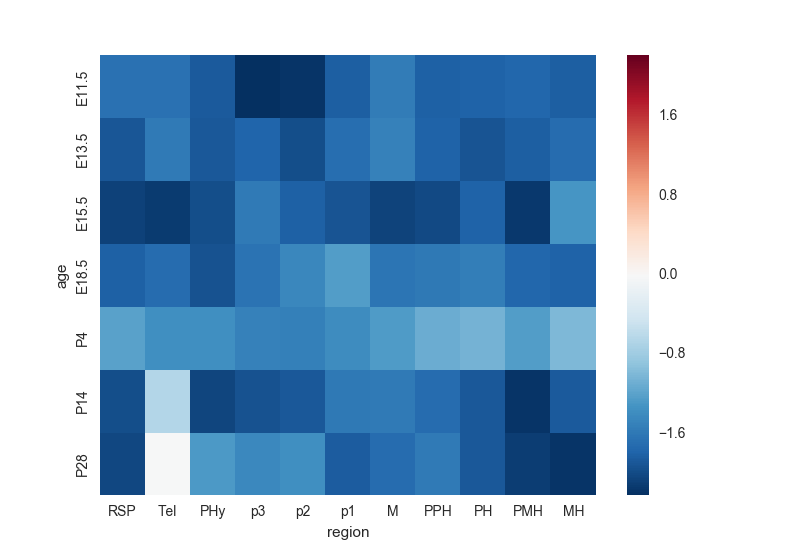 E11.5
E13.5
E15.5
E18.5
P4
P14
P28
age
RSP Tel PHy p3 p2 p1 M PPH PH PMH MH
region
1.6
0.8
0.0
−0.8
−1.6